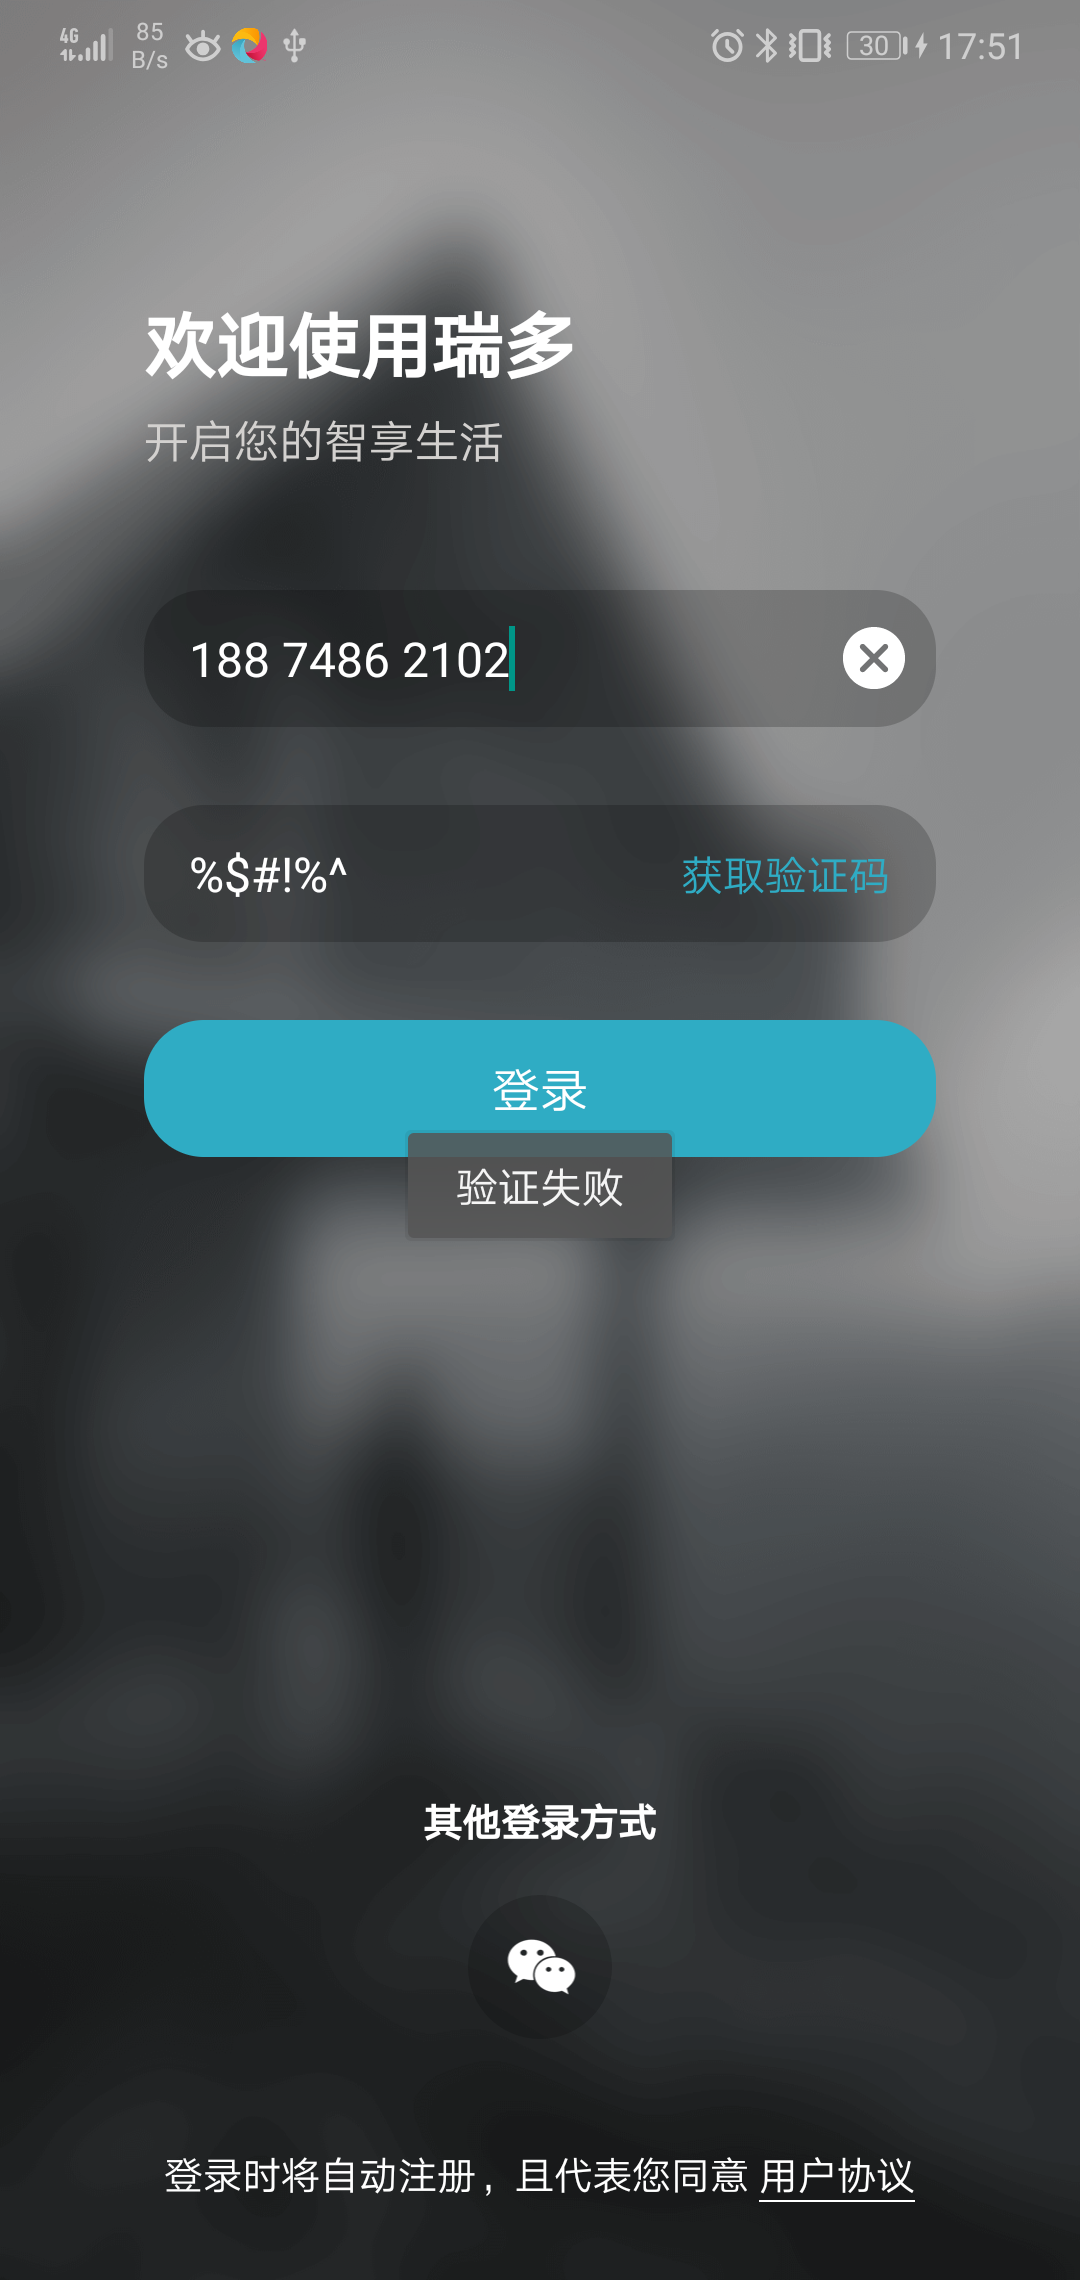 4G
85
B/s
30
17:51
欢迎使用瑞多
开启您的智享生活
188 7486 2102
%$#!%^
获取验证码
登录
验证失败
其他登录方式
登录时将自动注册，且代表您同意 用户协议